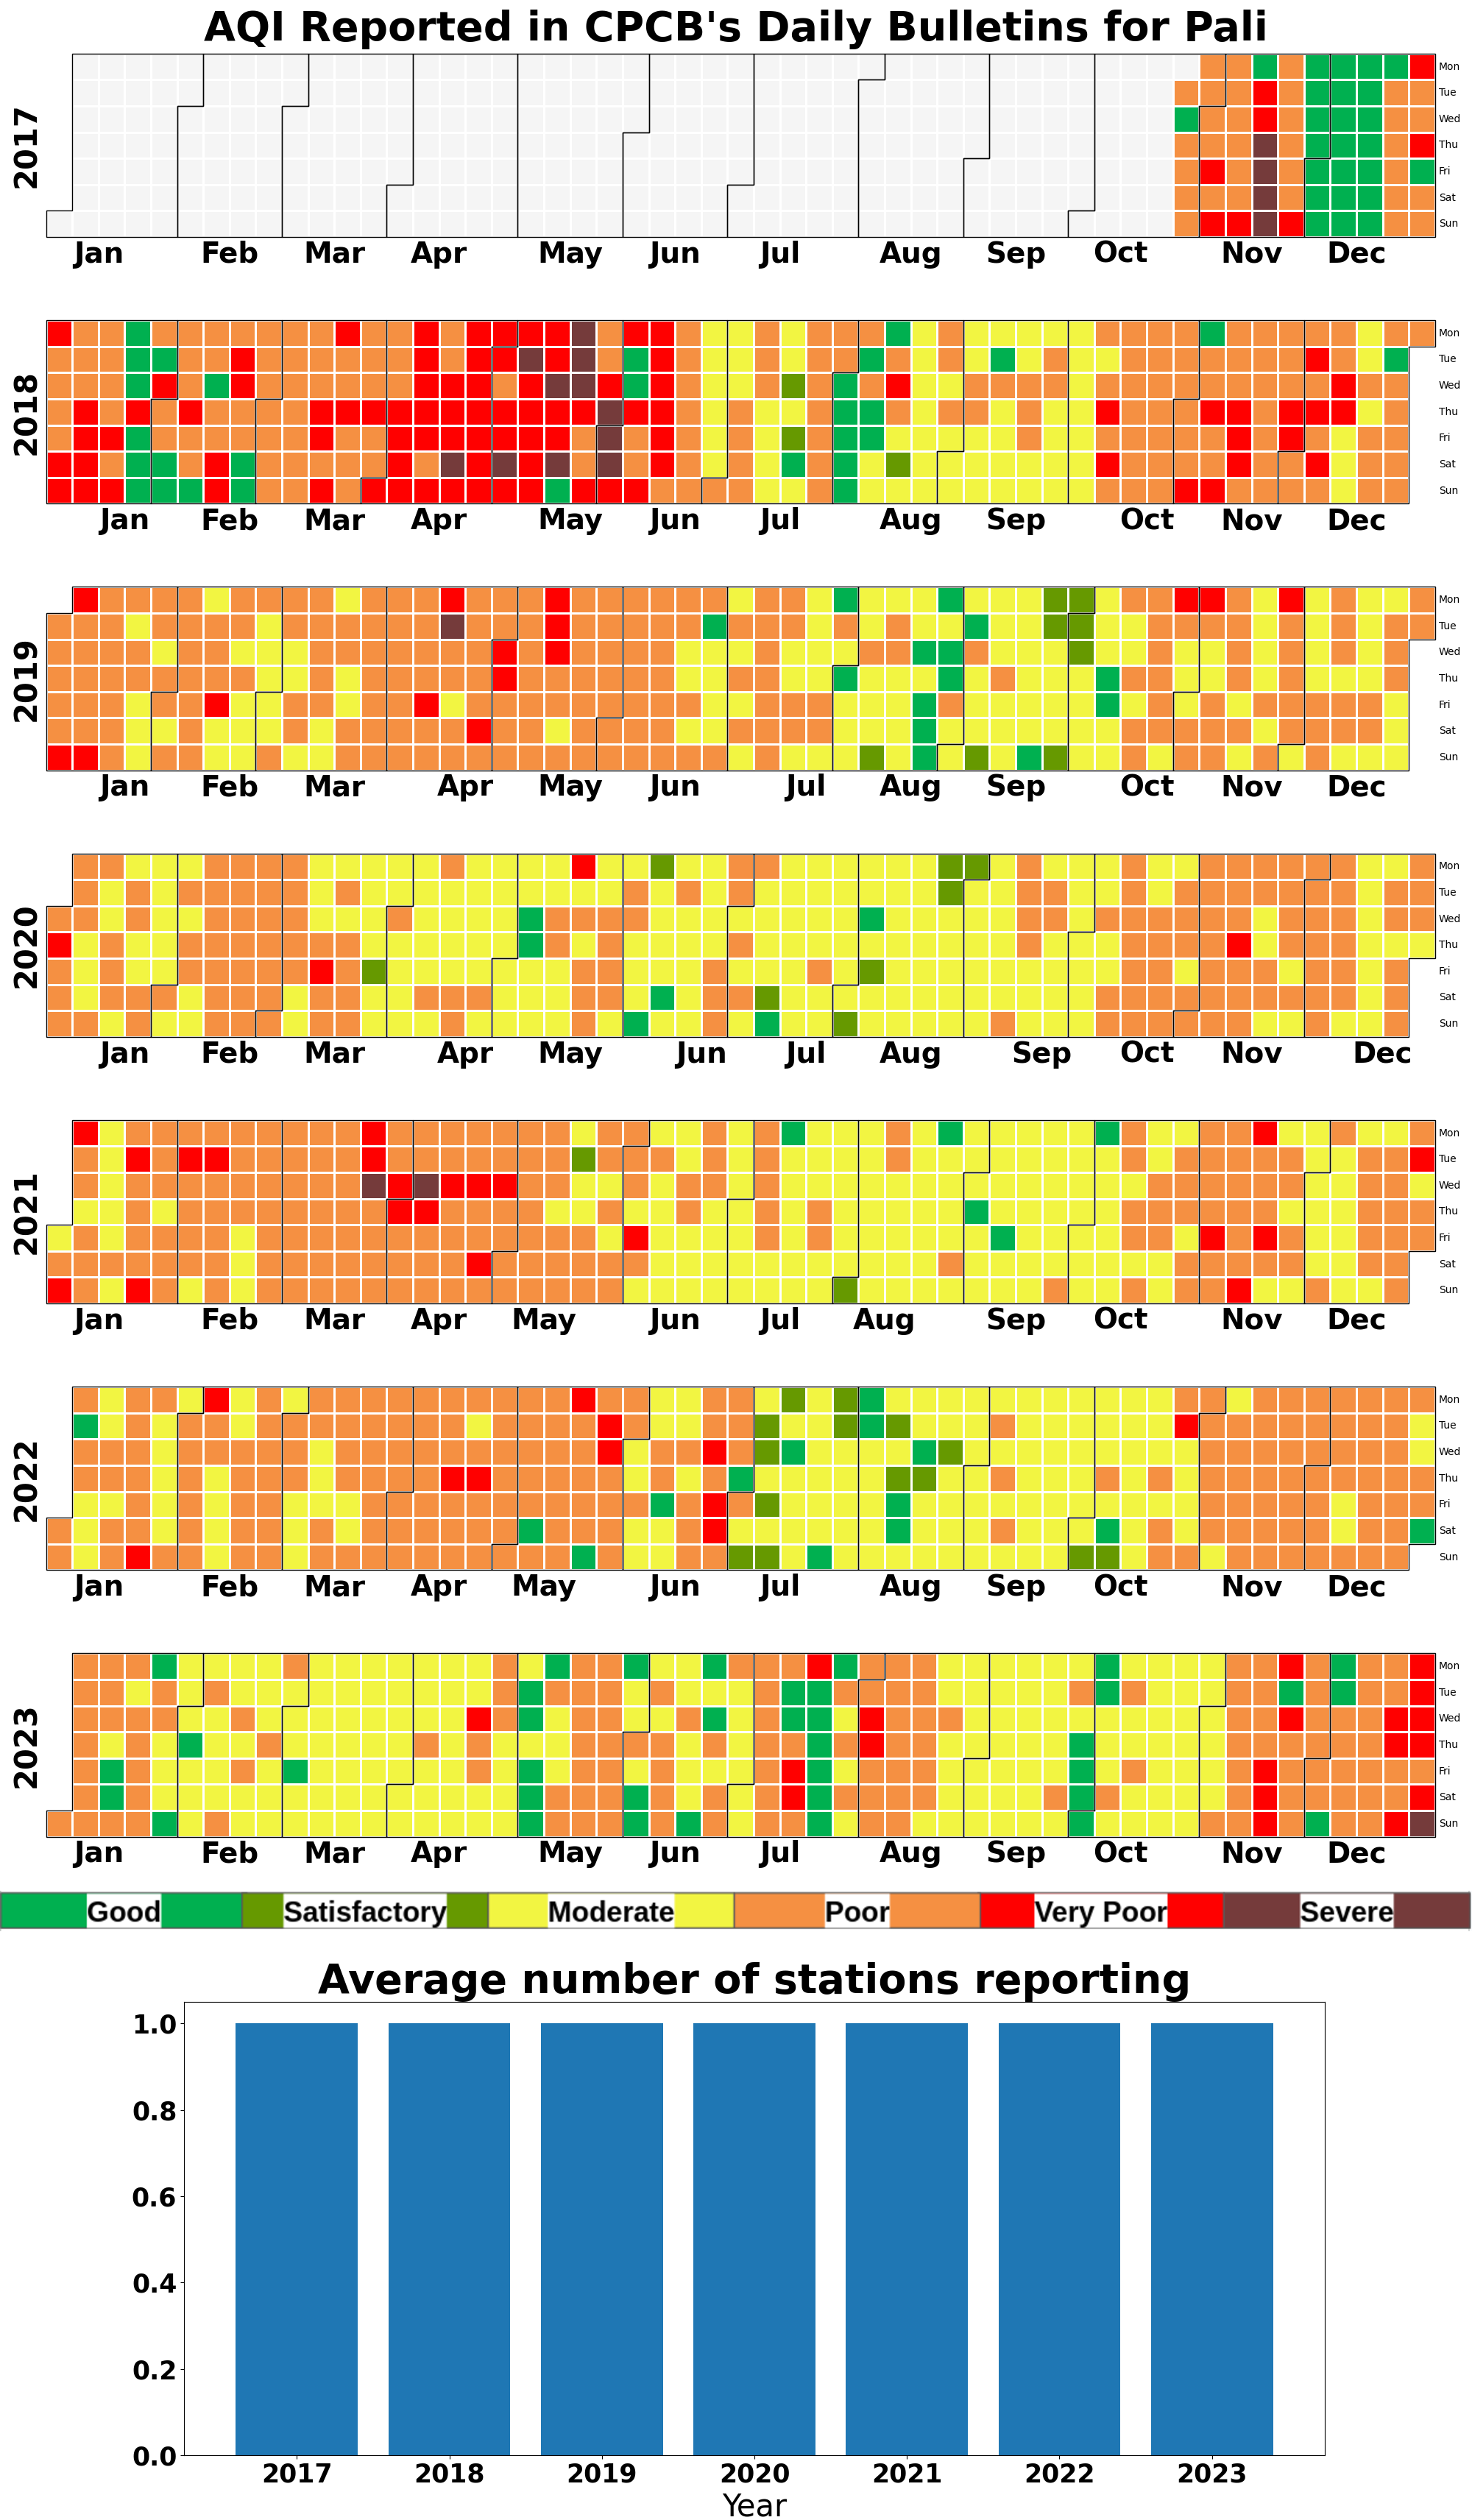 AQI Reported in CPCB's Daily Bulletins for Pali
2017
Mon
Tue
Wed
Thu
Fri
Sat
Sun
Jan Feb Mar Apr May Jun Jul Aug Sep Oct Nov Dec
2018
Mon
Tue
Wed
Thu
Fri
Sat
Sun
Jan Feb Mar Apr May Jun Jul Aug Sep Oct Nov Dec
2019
Mon
Tue
Wed
Thu
Fri
Sat
Sun
Jan Feb Mar Apr May Jun Jul Aug Sep Oct Nov Dec
2020
Mon
Tue
Wed
Thu
Fri
Sat
Sun
Jan Feb Mar Apr May Jun Jul Aug Sep Oct Nov Dec
2021
Mon
Tue
Wed
Thu
Fri
Sat
Sun
Jan Feb Mar Apr May Jun Jul Aug Sep Oct Nov Dec
2022
Mon
Tue
Wed
Thu
Fri
Sat
Sun
Jan Feb Mar Apr May Jun Jul Aug Sep Oct Nov Dec
2023
Mon
Tue
Wed
Thu
Fri
Sat
Sun
Jan Feb Mar Apr May Jun Jul Aug Sep Oct Nov Dec
Good Satisfactory Moderate Poor Very Poor Severe
Average number of stations reporting
1.0
0.8
0.6
0.4
0.2
0.0
2017 2018 2019 2020 2021 2022 2023
Year